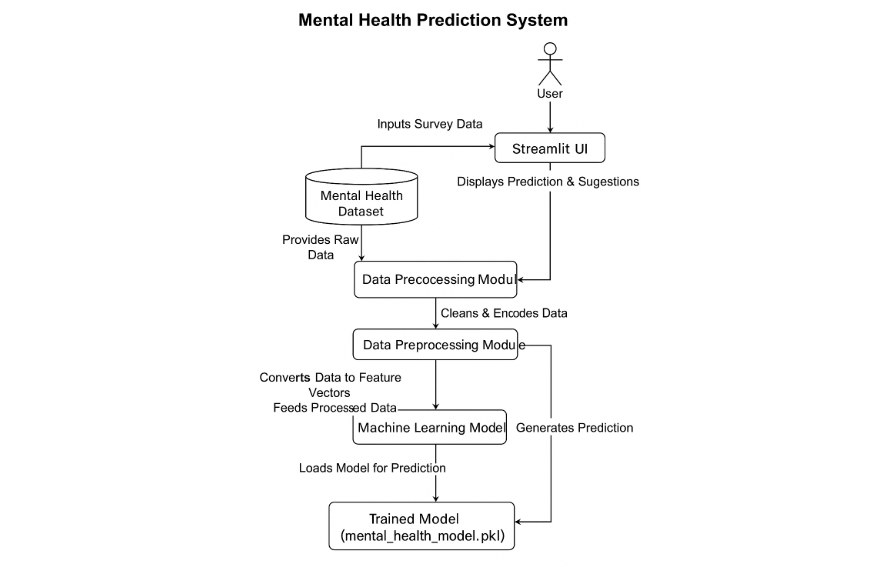 Mental Health Prediction System
User
Inputs Survey Data
Streamlit UI
Displays Prediction & Sugestions
Mental Health
Dataset
Provides Raw
Data
Data Precocessing Modul
Cleans & Encodes Data
Data Preprocessing Module
Converts Data to Feature
Vectors
Feeds Processed Data
Machine Learning Model
Generates Prediction
Loads Model for Prediction
Trained Model
(mental_health_model.pkl)